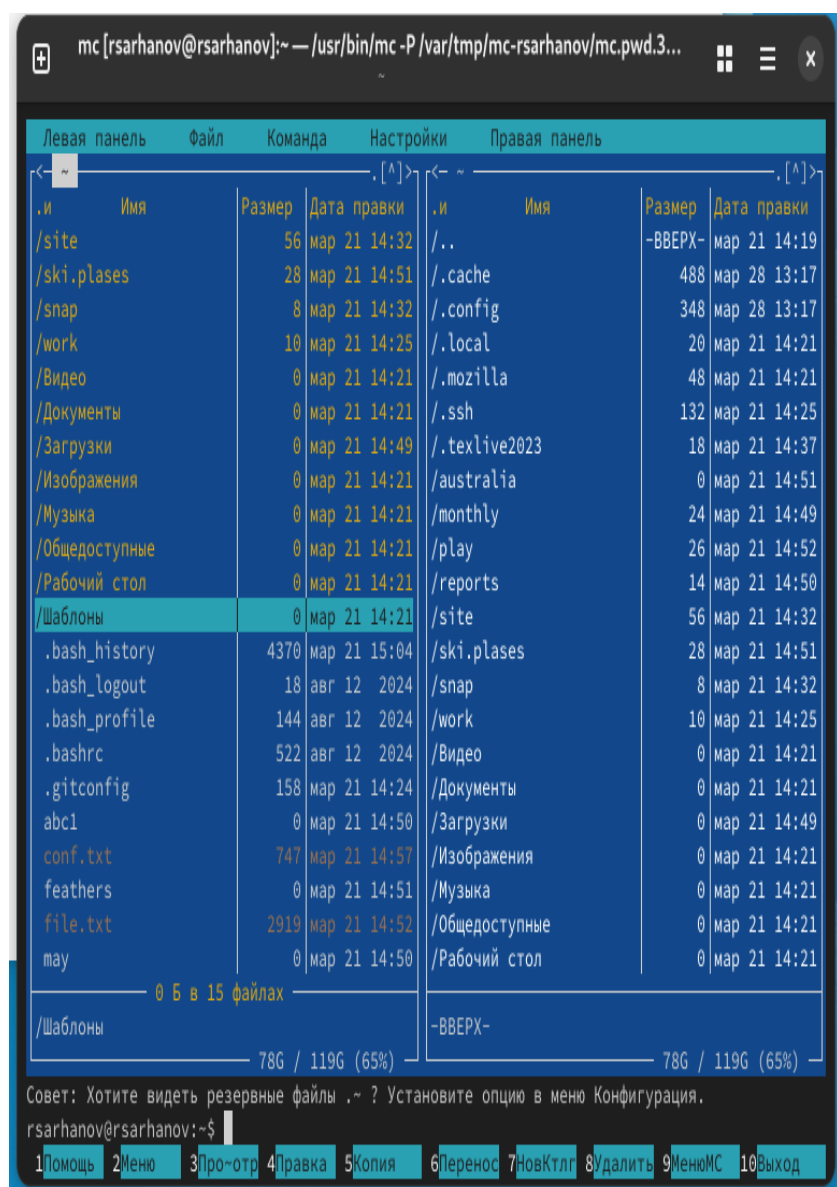 mc [rsarhanov@rsarhanov]:~ — /usr/bin/mc -P /var/tmp/mc-rsarhanov/mc.pwd.3...
~
Левая панель Файл Команда Настройки Правая панель
<— ~ .[^]> <— ~ .[^]>
.и Имя Размер Дата правки .и Имя Размер Дата правки
/site 56 мар 21 14:32 /.. -ВВЕРХ- мар 21 14:19
/ski.plases 28 мар 21 14:51 /.cache 488 мар 28 13:17
/snap 8 мар 21 14:32 /.config 348 мар 28 13:17
/work 10 мар 21 14:25 /.local 20 мар 21 14:21
/Видео 0 мар 21 14:21 /.mozilla 48 мар 21 14:21
/Документы 0 мар 21 14:21 /.ssh 132 мар 21 14:25
/Загрузки 0 мар 21 14:49 /.texlive2023 18 мар 21 14:37
/Изображения 0 мар 21 14:21 /australia 0 мар 21 14:51
/Музыка 0 мар 21 14:21 /monthly 24 мар 21 14:49
/Общедоступные 0 мар 21 14:21 /play 26 мар 21 14:52
/Рабочий стол 0 мар 21 14:21 /reports 14 мар 21 14:50
/Шаблоны 0 мар 21 14:21 /site 56 мар 21 14:32
.bash_history 4370 мар 21 15:04 /ski.plases 28 мар 21 14:51
.bash_logout 18 авг 12 2024 /snap 8 мар 21 14:32
.bash_profile 144 авг 12 2024 /work 10 мар 21 14:25
.bashrc 522 авг 12 2024 /Видео 0 мар 21 14:21
.gitconfig 158 мар 21 14:24 /Документы 0 мар 21 14:21
abc1 0 мар 21 14:50 /Загрузки 0 мар 21 14:49
conf.txt 747 мар 21 14:57 /Изображения 0 мар 21 14:21
feathers 0 мар 21 14:51 /Музыка 0 мар 21 14:21
file.txt 2919 мар 21 14:52 /Общедоступные 0 мар 21 14:21
may 0 мар 21 14:50 /Рабочий стол 0 мар 21 14:21
0 Б в 15 файлах
/Шаблоны -ВВЕРХ-
78G / 119G (65%) 78G / 119G (65%)
Совет: Хотите видеть резервные файлы .~ ? Установите опцию в меню Конфигурация.
rsarhanov@rsarhanov:~$
1Помощь 2Меню 3Про~отр 4Правка 5Копия 6Перенос 7НовКтлг 8Удалить 9МенюMC 10Выход